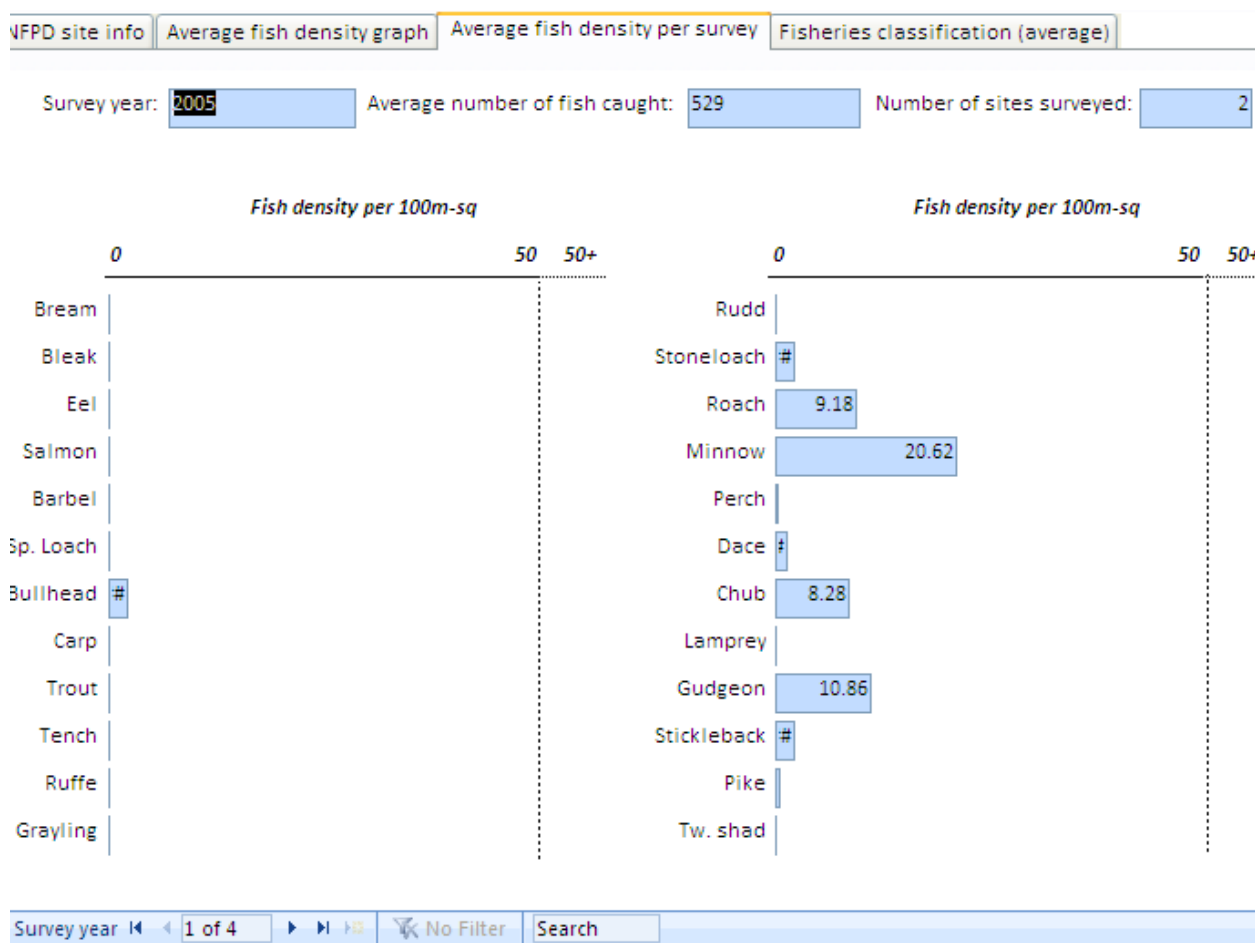 NFPD site info Average fish density graph Average fish density per survey Fisheries classification (average)
Survey year: 2005 Average number of fish caught: 529 Number of sites surveyed: 2
Fish density per 100m-sq Fish density per 100m-sq
0 50 50+ 0 50 50+
Bream Rudd
Bleak Stoneloach #
Eel Roach 9.18
Salmon Minnow 20.62
Barbel Perch
Sp. Loach Dace #
Bullhead # Chub 8.28
Carp Lamprey
Trout Gudgeon 10.86
Tench Stickleback #
Ruffe Pike
Grayling Tw. shad
Survey year 1 of 4 No Filter Search